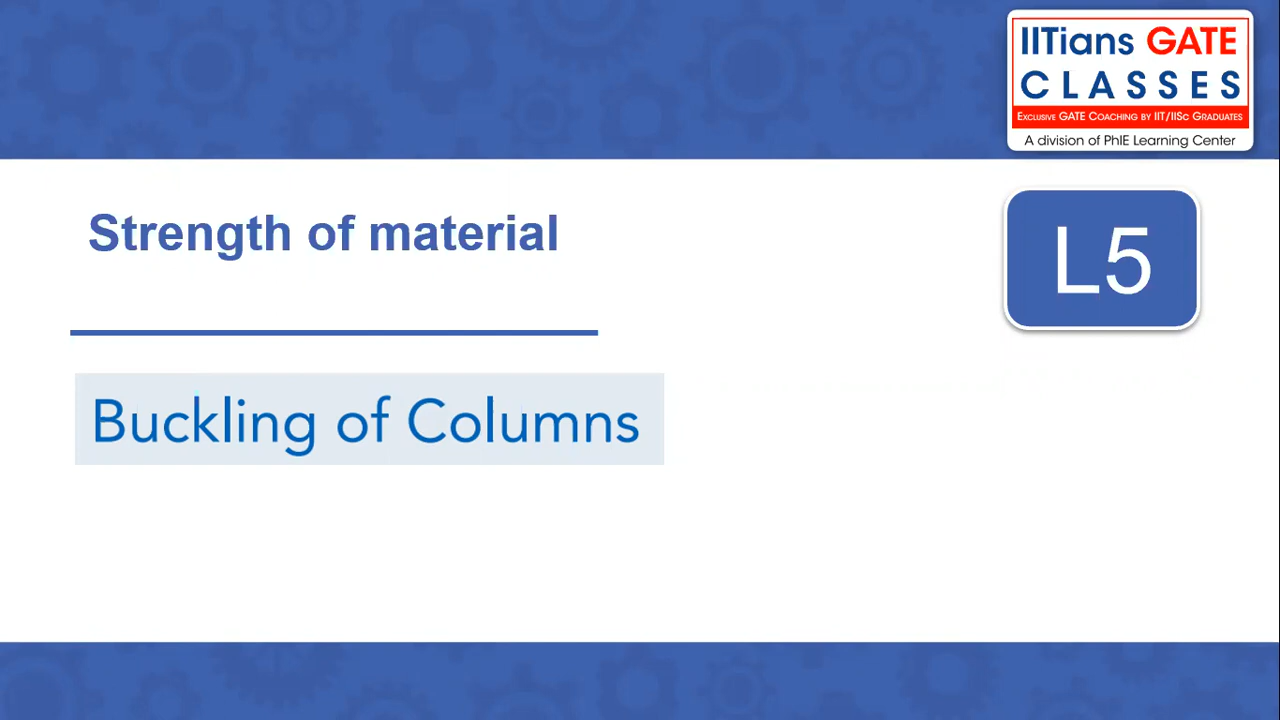 IITians GATE
CLASSES
EXCLUSIVE GATE COACHING BY IIT/IISc GRADUATES
A division of PhIE Learning Center
Strength of material
L5
Buckling of Columns